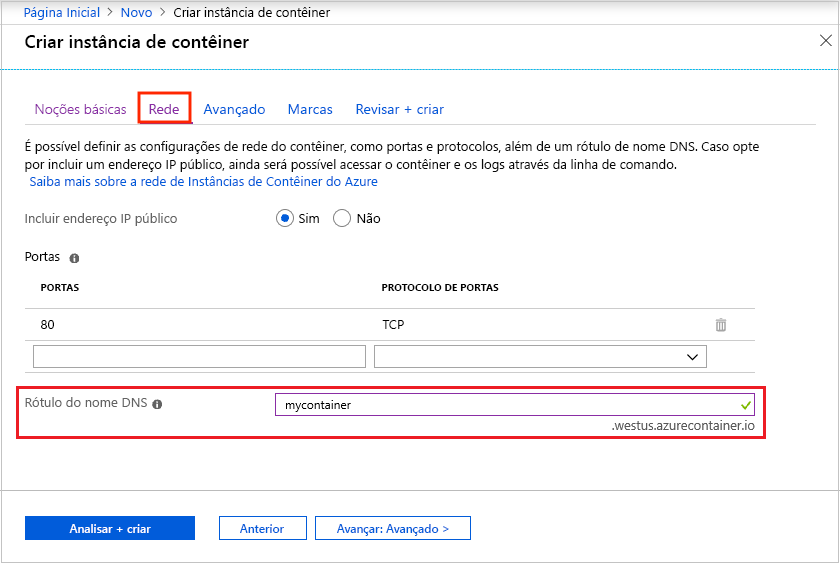 Página Inicial > Novo > Criar instância de contêiner
Criar instância de contêiner
Noções básicas Rede Avançado Marcas Revisar + criar
É possível definir as configurações de rede do contêiner, como portas e protocolos, além de um rótulo de nome DNS. Caso opte
por incluir um endereço IP público, ainda será possível acessar o contêiner e os logs através da linha de comando.
Saiba mais sobre a rede de Instâncias de Contêiner do Azure
Incluir endereço IP público Sim Não
Portas
PORTAS PROTOCOLO DE PORTAS
80 TCP
Rótulo do nome DNS mycontainer
.westus.azurecontainer.io
Analisar + criar Anterior Avançar: Avançado >